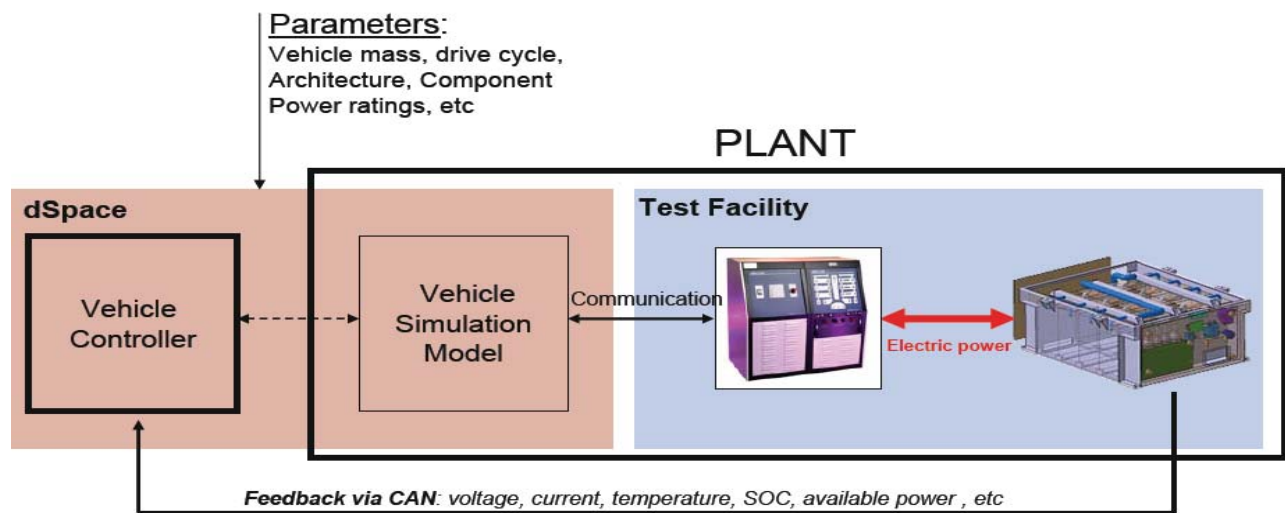 Parameters:
Vehicle mass, drive cycle,
Architecture, Component
Power ratings, etc
PLANT
dSpace
Test Facility
Vehicle
Controller
Vehicle
Simulation
Model
Communication
Electric power
Feedback via CAN: voltage, current, temperature, SOC, available power , etc